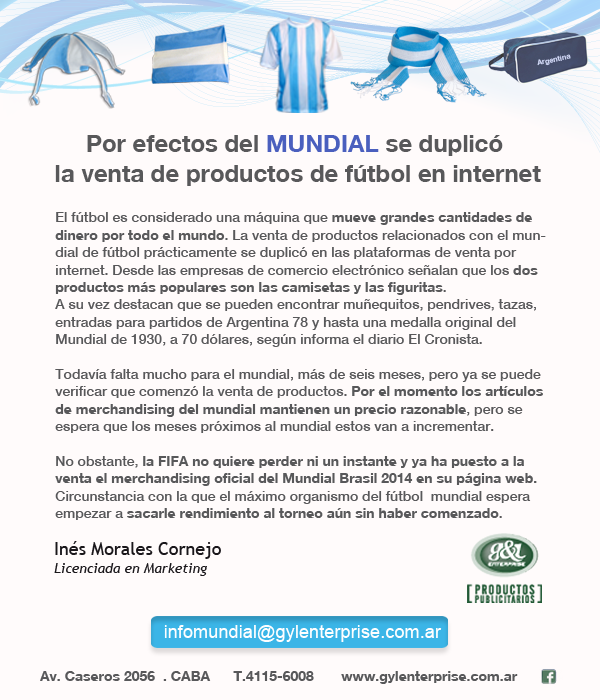 Argentina
Por efectos del MUNDIAL se duplicó
la venta de productos de fútbol en internet
El fútbol es considerado una máquina que mueve grandes cantidades de
dinero por todo el mundo. La venta de productos relacionados con el mun-
dial de fútbol prácticamente se duplicó en las plataformas de venta por
internet. Desde las empresas de comercio electrónico señalan que los dos
productos más populares son las camisetas y las figuritas.
A su vez destacan que se pueden encontrar muñequitos, pendrives, tazas,
entradas para partidos de Argentina 78 y hasta una medalla original del
Mundial de 1930, a 70 dólares, según informa el diario El Cronista.
Todavía falta mucho para el mundial, más de seis meses, pero ya se puede
verificar que comenzó la venta de productos. Por el momento los artículos
de merchandising del mundial mantienen un precio razonable, pero se
espera que los meses próximos al mundial estos van a incrementar.
No obstante, la FIFA no quiere perder ni un instante y ya ha puesto a la
venta el merchandising oficial del Mundial Brasil 2014 en su página web.
Circunstancia con la que el máximo organismo del fútbol mundial espera
empezar a sacarle rendimiento al torneo aún sin haber comenzado.
Inés Morales Cornejo
Licenciada en Marketing
g&l
ENTERPRISE
[PRODUCTOS
PUBLICITARIOS]
infomundial@gylenterprise.com.ar
Av. Caseros 2056 . CABA T.4115-6008 www.gylenterprise.com.ar f